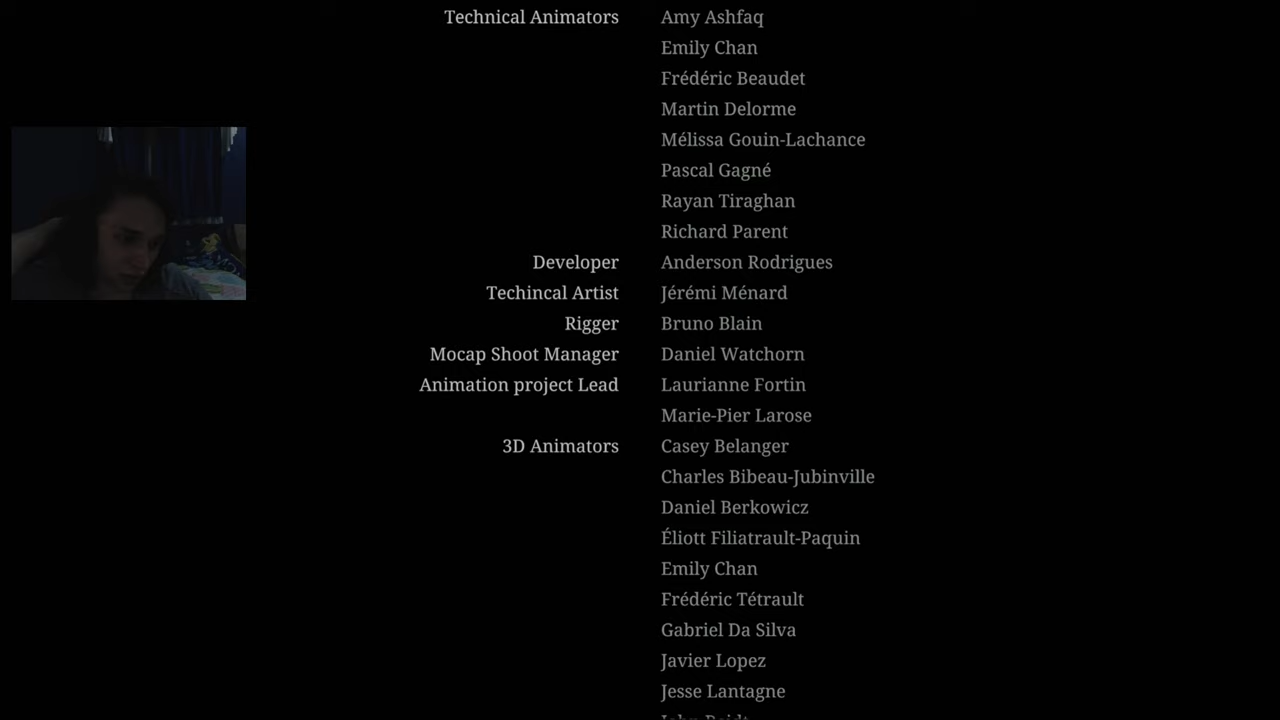 Technical Animators Amy Ashfaq
Emily Chan
Frédéric Beaudet
Martin Delorme
Mélissa Gouin-Lachance
Pascal Gagné
Rayan Tiraghan
Richard Parent
Developer Anderson Rodrigues
Techincal Artist Jérémi Ménard
Rigger Bruno Blain
Mocap Shoot Manager Daniel Watchorn
Animation project Lead Laurianne Fortin
Marie-Pier Larose
3D Animators Casey Belanger
Charles Bibeau-Jubinville
Daniel Berkowicz
Éliott Filiatrault-Paquin
Emily Chan
Frédéric Tétrault
Gabriel Da Silva
Javier Lopez
Jesse Lantagne